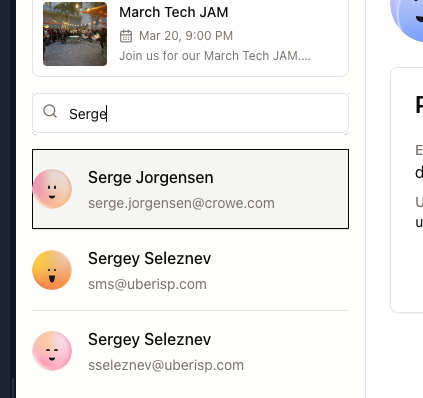 March Tech JAM
Mar 20, 9:00 PM
Join us for our March Tech JAM....
Serge
Serge Jorgensen
serge.jorgensen@crowe.com
Sergey Seleznev
sms@uberisp.com
Sergey Seleznev
sseleznev@uberisp.com